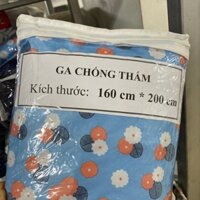 GA CHỐNG THẤM
Kích thước: 160 cm * 200 cm